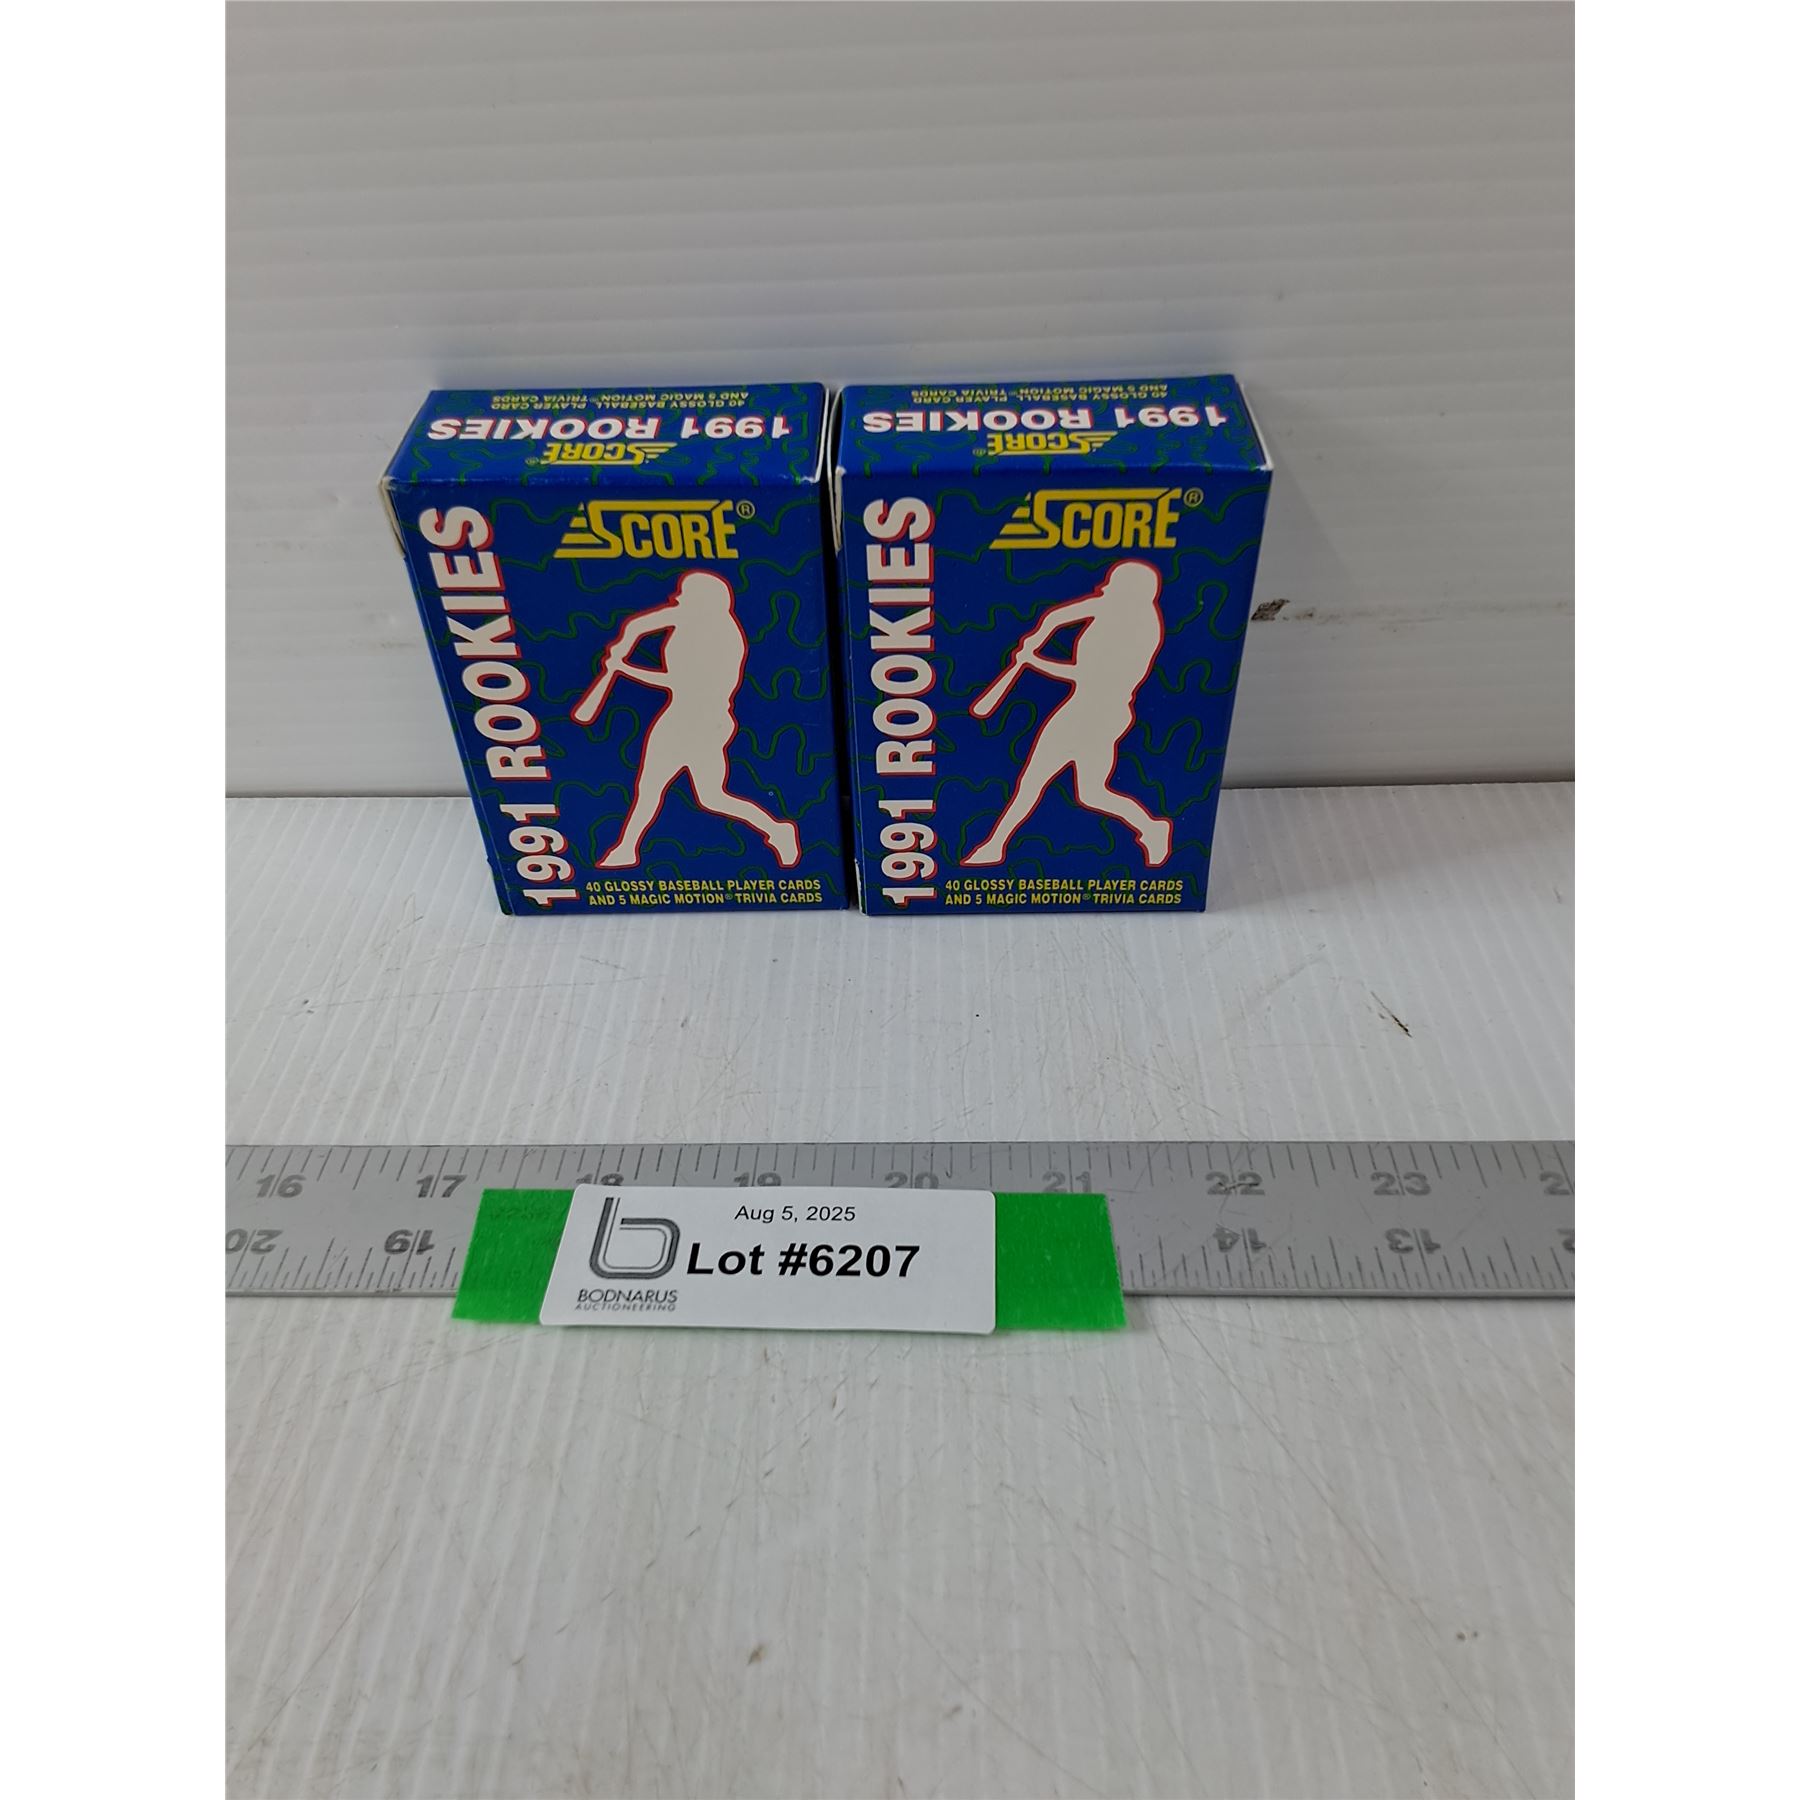 40 GLOSSY BASEBALL PLAYER CARD
AND 5 MAGIC MOTION® TRIVIA CARDS
1991 ROOKIES
SCORE®
SCORE®
1991 ROOKIES
40 GLOSSY BASEBALL PLAYER CARDS
AND 5 MAGIC MOTION® TRIVIA CARDS
40 GLOSSY BASEBALL PLAYER CARD
AND 5 MAGIC MOTION® TRIVIA CARDS
1991 ROOKIES
SCORE®
SCORE®
1991 ROOKIES
40 GLOSSY BASEBALL PLAYER CARDS
AND 5 MAGIC MOTION® TRIVIA CARDS
16 17 18 19 20 21 22 23
20 19 14 13
Aug 5, 2025
Lot #6207
BODNARUS
AUCTIONEERING